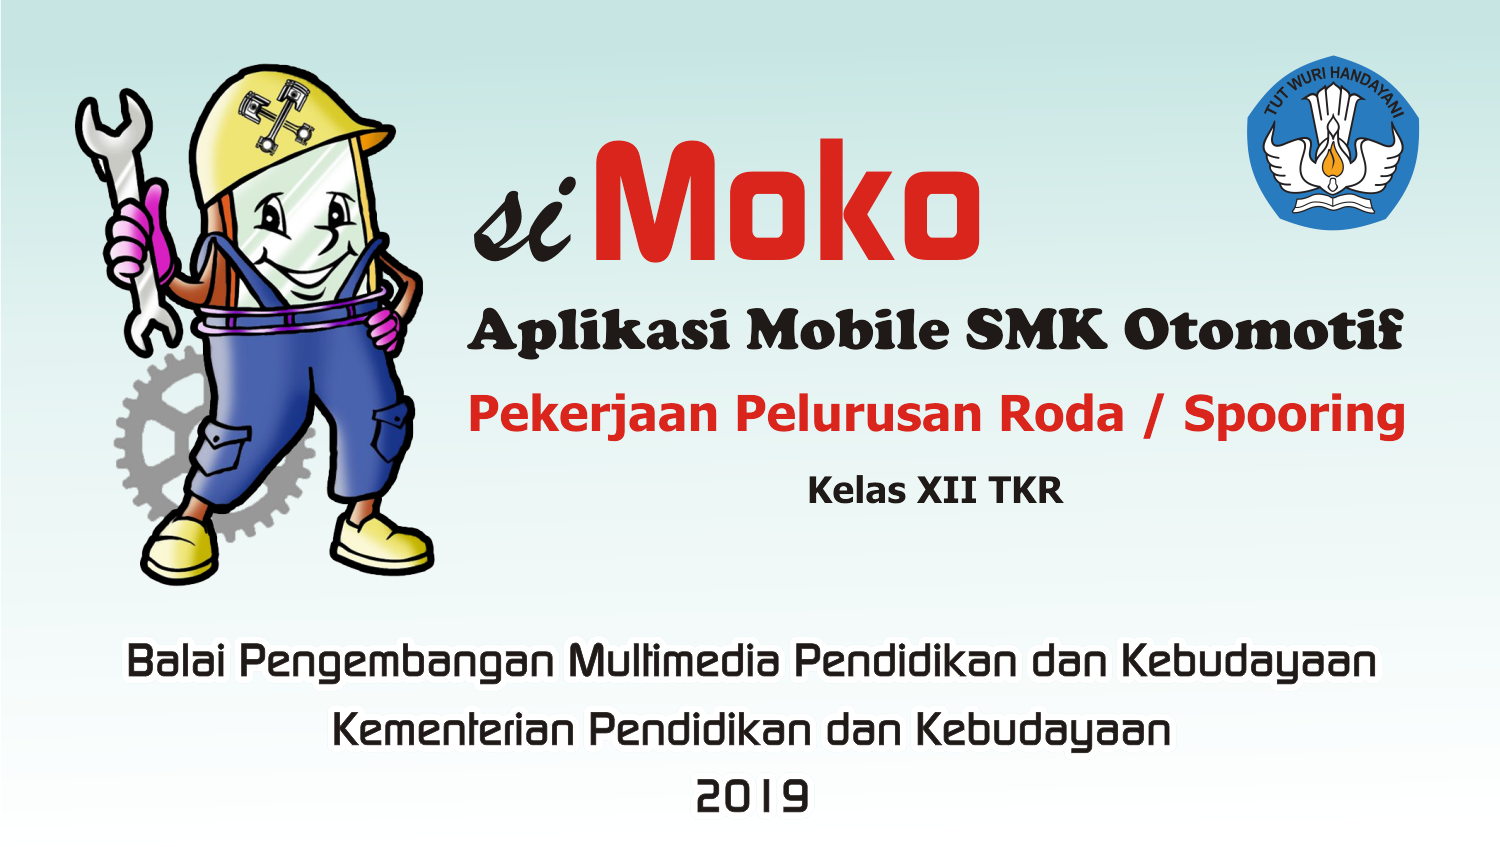 TUT WURI HANDAYANI
si Moko
Aplikasi Mobile SMK Otomotif
Pekerjaan Pelurusan Roda / Spooring
Kelas XII TKR
Balai Pengembangan Multimedia Pendidikan dan Kebudayaan
Kementerian Pendidikan dan Kebudayaan
2019